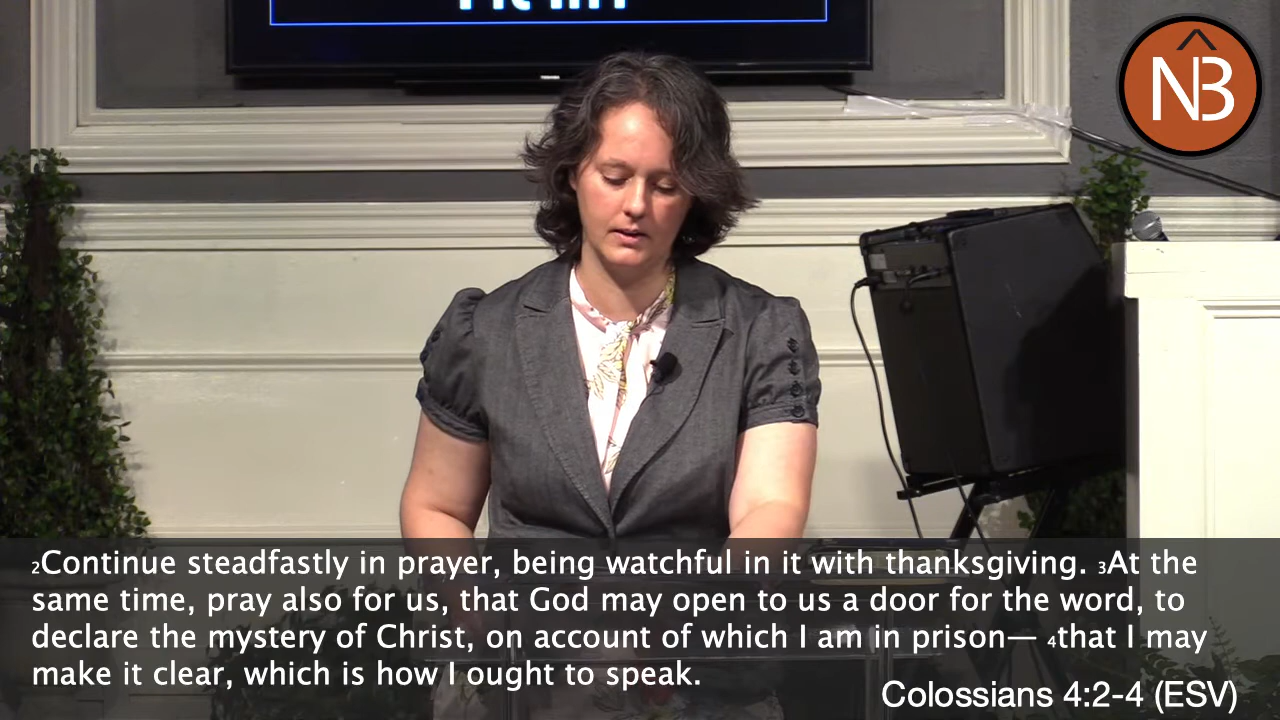 NB
2Continue steadfastly in prayer, being watchful in it with thanksgiving. 3At the
same time, pray also for us, that God may open to us a door for the word, to
declare the mystery of Christ, on account of which I am in prison— 4that I may
make it clear, which is how I ought to speak.
Colossians 4:2-4 (ESV)